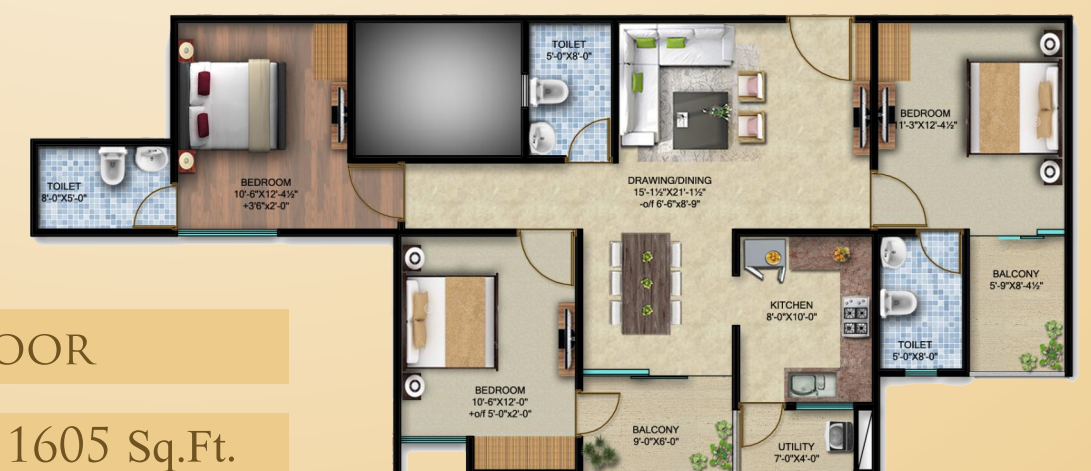 TOILET
5'-0"X8'-0"
BEDROOM
11'-3"X12'-4½"
TOILET
8'-0"X5'-0"
BEDROOM
10'-6"X12'-4½"
+3'6"x2'-0"
DRAWING/DINING
15'-1½"X21'-1½"
-o/f 6'-6"x8'-9"
BALCONY
5'-9"X8'-4½"
KITCHEN
8'-0"X10'-0"
TOILET
5'-0"X8'-0"
OOR
BEDROOM
10'-6"X12'-0"
+o/f 5'-0"x2'-0"
BALCONY
9'-0"X6'-0"
UTILITY
7'-0"X4'-0"
1605 Sq.Ft.